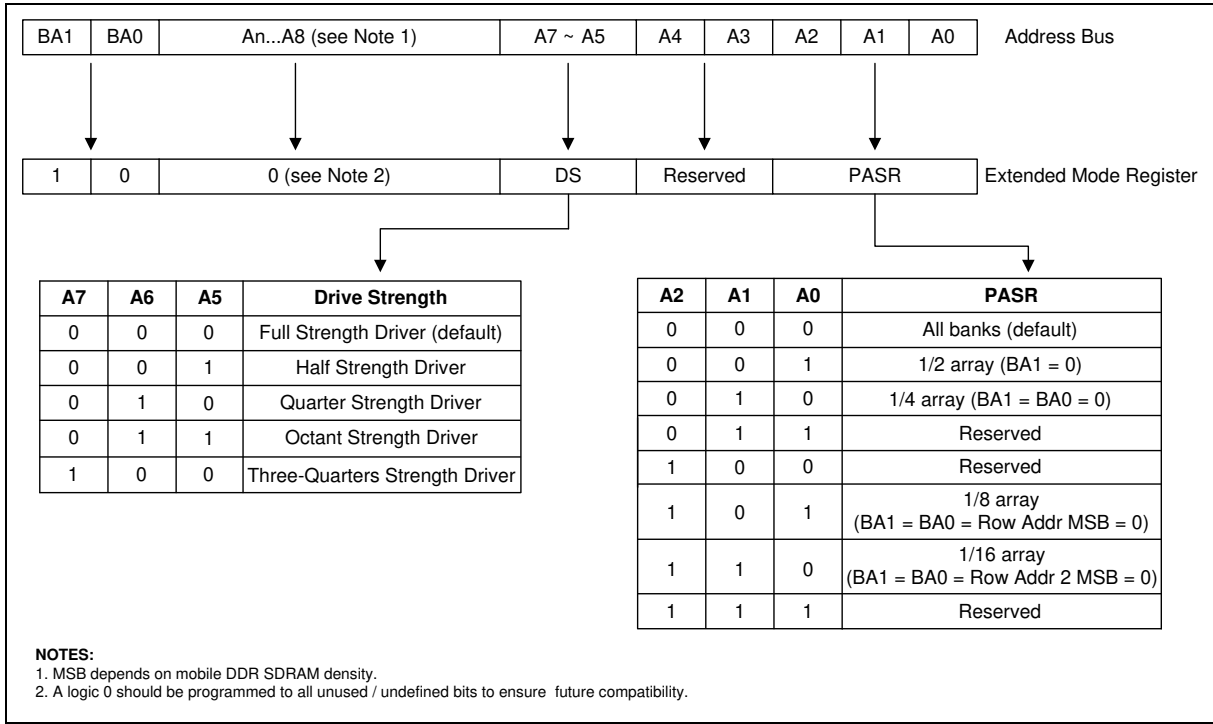 BA1 BA0 An...A8 (see Note 1) A7 ~ A5 A4 A3 A2 A1 A0 Address Bus
1 0 0 (see Note 2) DS Reserved PASR Extended Mode Register
A7 A6 A5 Drive Strength
0 0 0 Full Strength Driver (default)
0 0 1 Half Strength Driver
0 1 0 Quarter Strength Driver
0 1 1 Octant Strength Driver
1 0 0 Three-Quarters Strength Driver
A2 A1 A0 PASR
0 0 0 All banks (default)
0 0 1 1/2 array (BA1 = 0)
0 1 0 1/4 array (BA1 = BA0 = 0)
0 1 1 Reserved
1 0 0 Reserved
1 0 1 1/8 array
(BA1 = BA0 = Row Addr MSB = 0)
1 1 0 1/16 array
(BA1 = BA0 = Row Addr 2 MSB = 0)
1 1 1 Reserved
NOTES:
1. MSB depends on mobile DDR SDRAM density.
2. A logic 0 should be programmed to all unused / undefined bits to ensure future compatibility.